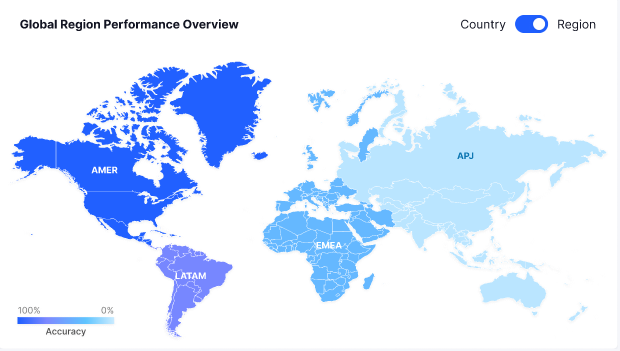 Global Region Performance Overview
Country Region
AMER
APJ
EMEA
LATAM
100% 0%
Accuracy